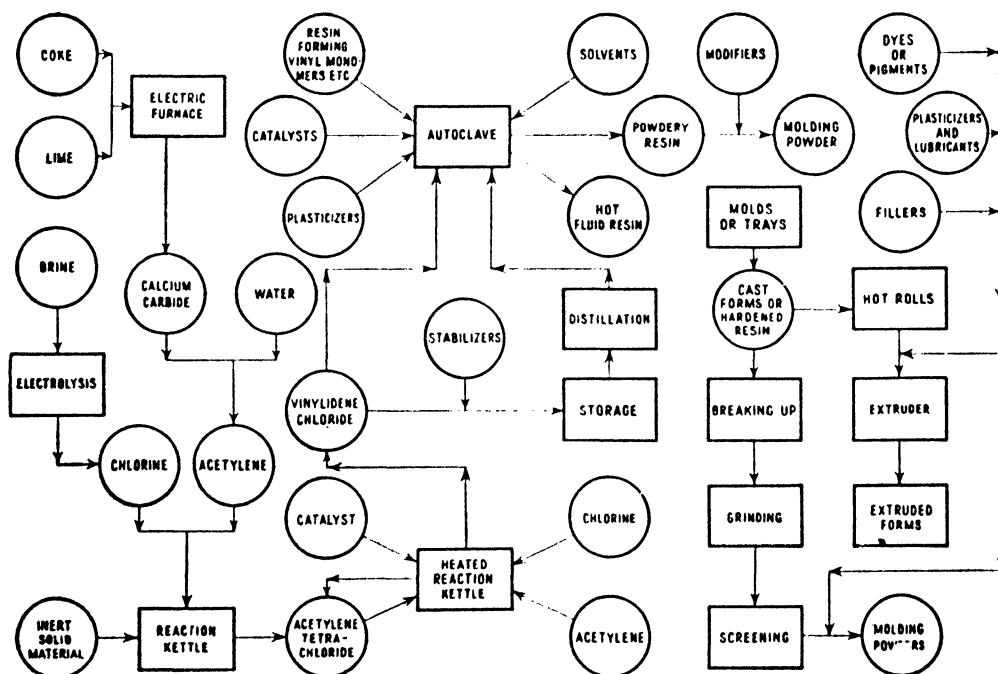 COKE
LIME
ELECTRIC
FURNACE
RESIN
FORMING
VINYL MONO-
MERS ETC
CATALYSTS
PLASTICIZERS
AUTOCLAVE
SOLVENTS
POWDERY
RESIN
HOT
FLUID RESIN
MODIFIERS
MOLDING
POWDER
DYES
OR
PIGMENTS
PLASTICIZERS
AND
LUBRICANTS
FILLERS
MOLDS
OR TRAYS
CAST
FORMS OR
HARDENED
RESIN
HOT ROLLS
BRINE
CALCIUM
CARBIDE
WATER
STABILIZERS
DISTILLATION
ELECTROLYSIS
VINYLIDENE
CHLORIDE
STORAGE
BREAKING UP
EXTRUDER
CHLORINE
ACETYLENE
CATALYST
CHLORINE
GRINDING
EXTRUDED
FORMS
HEATED
REACTION
KETTLE
INERT
SOLID
MATERIAL
REACTION
KETTLE
ACETYLENE
TETRA-
CHLORIDE
ACETYLENE
SCREENING
MOLDING